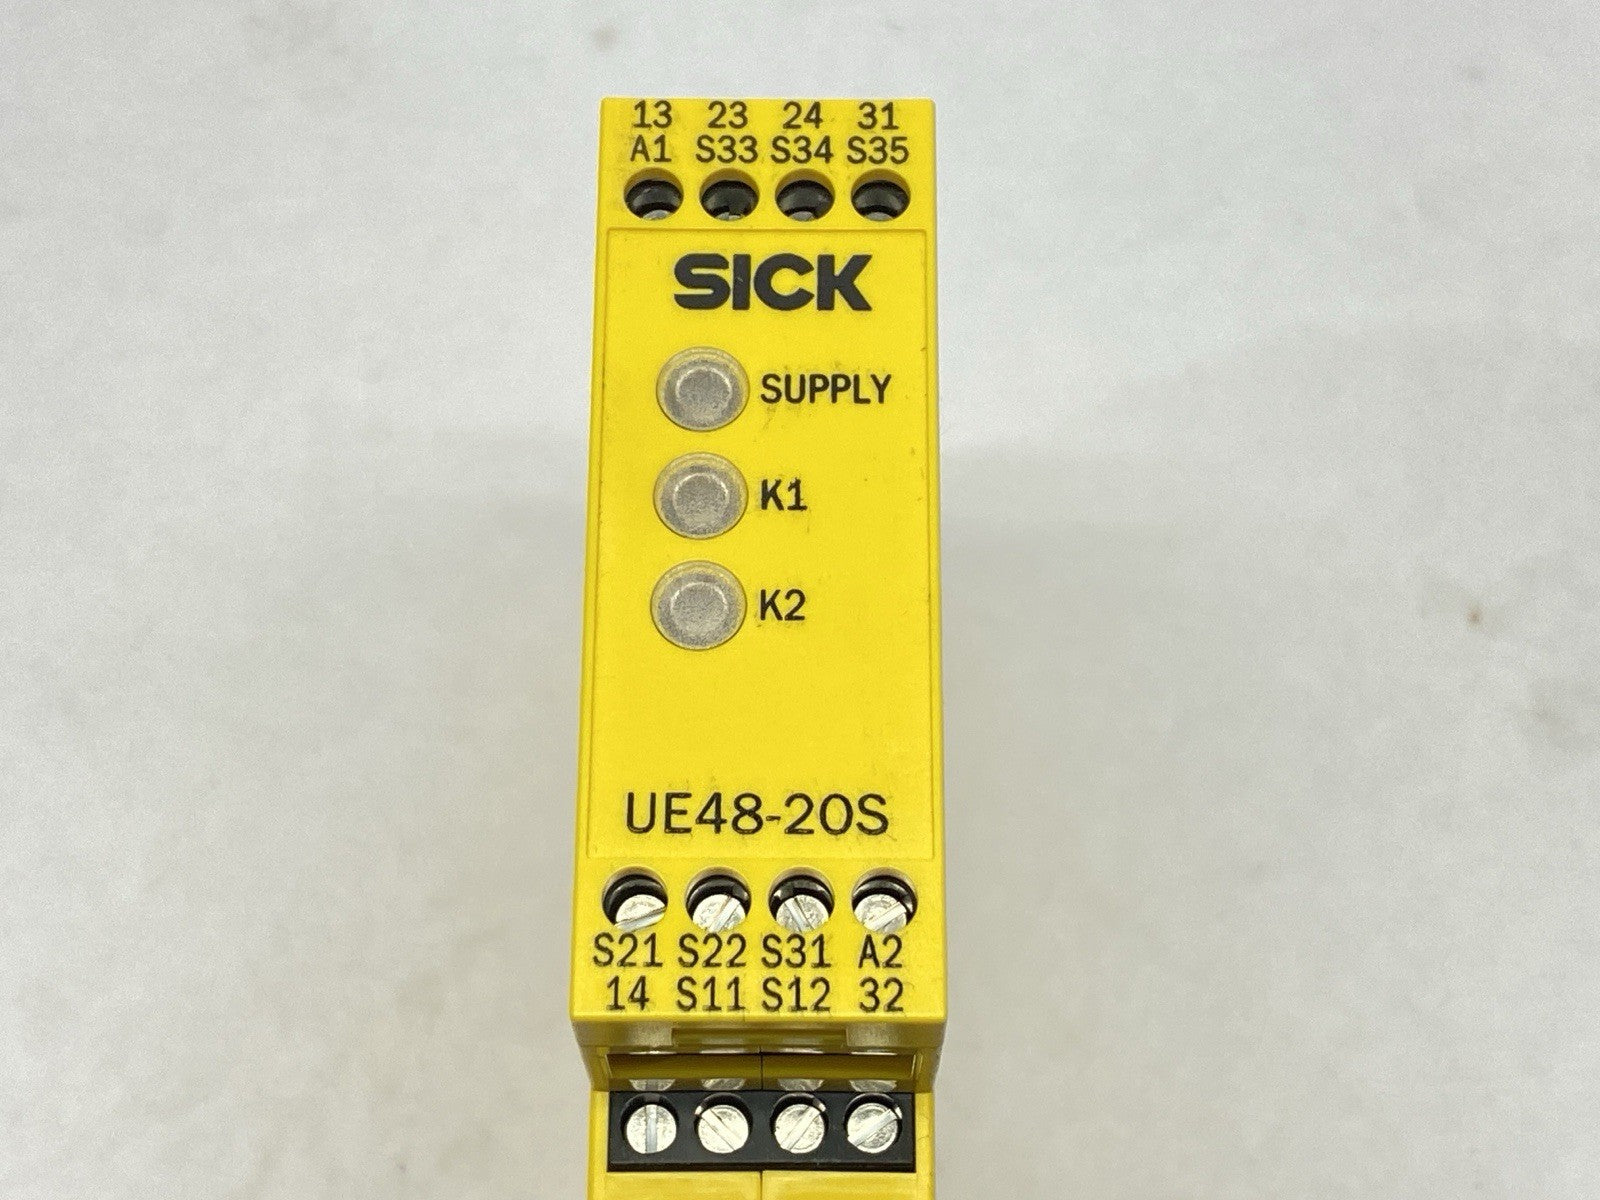 13 23 24 31
A1 S33 S34 S35
SICK
SUPPLY
K1
K2
UE48-20S
S21 S22 S31 A2
14 S11 S12 32